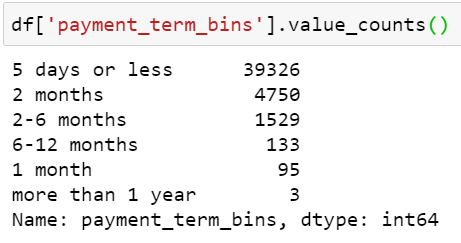 df['payment_term_bins'].value_counts()
5 days or less 39326
2 months 4750
2-6 months 1529
6-12 months 133
1 month 95
more than 1 year 3
Name: payment_term_bins, dtype: int64